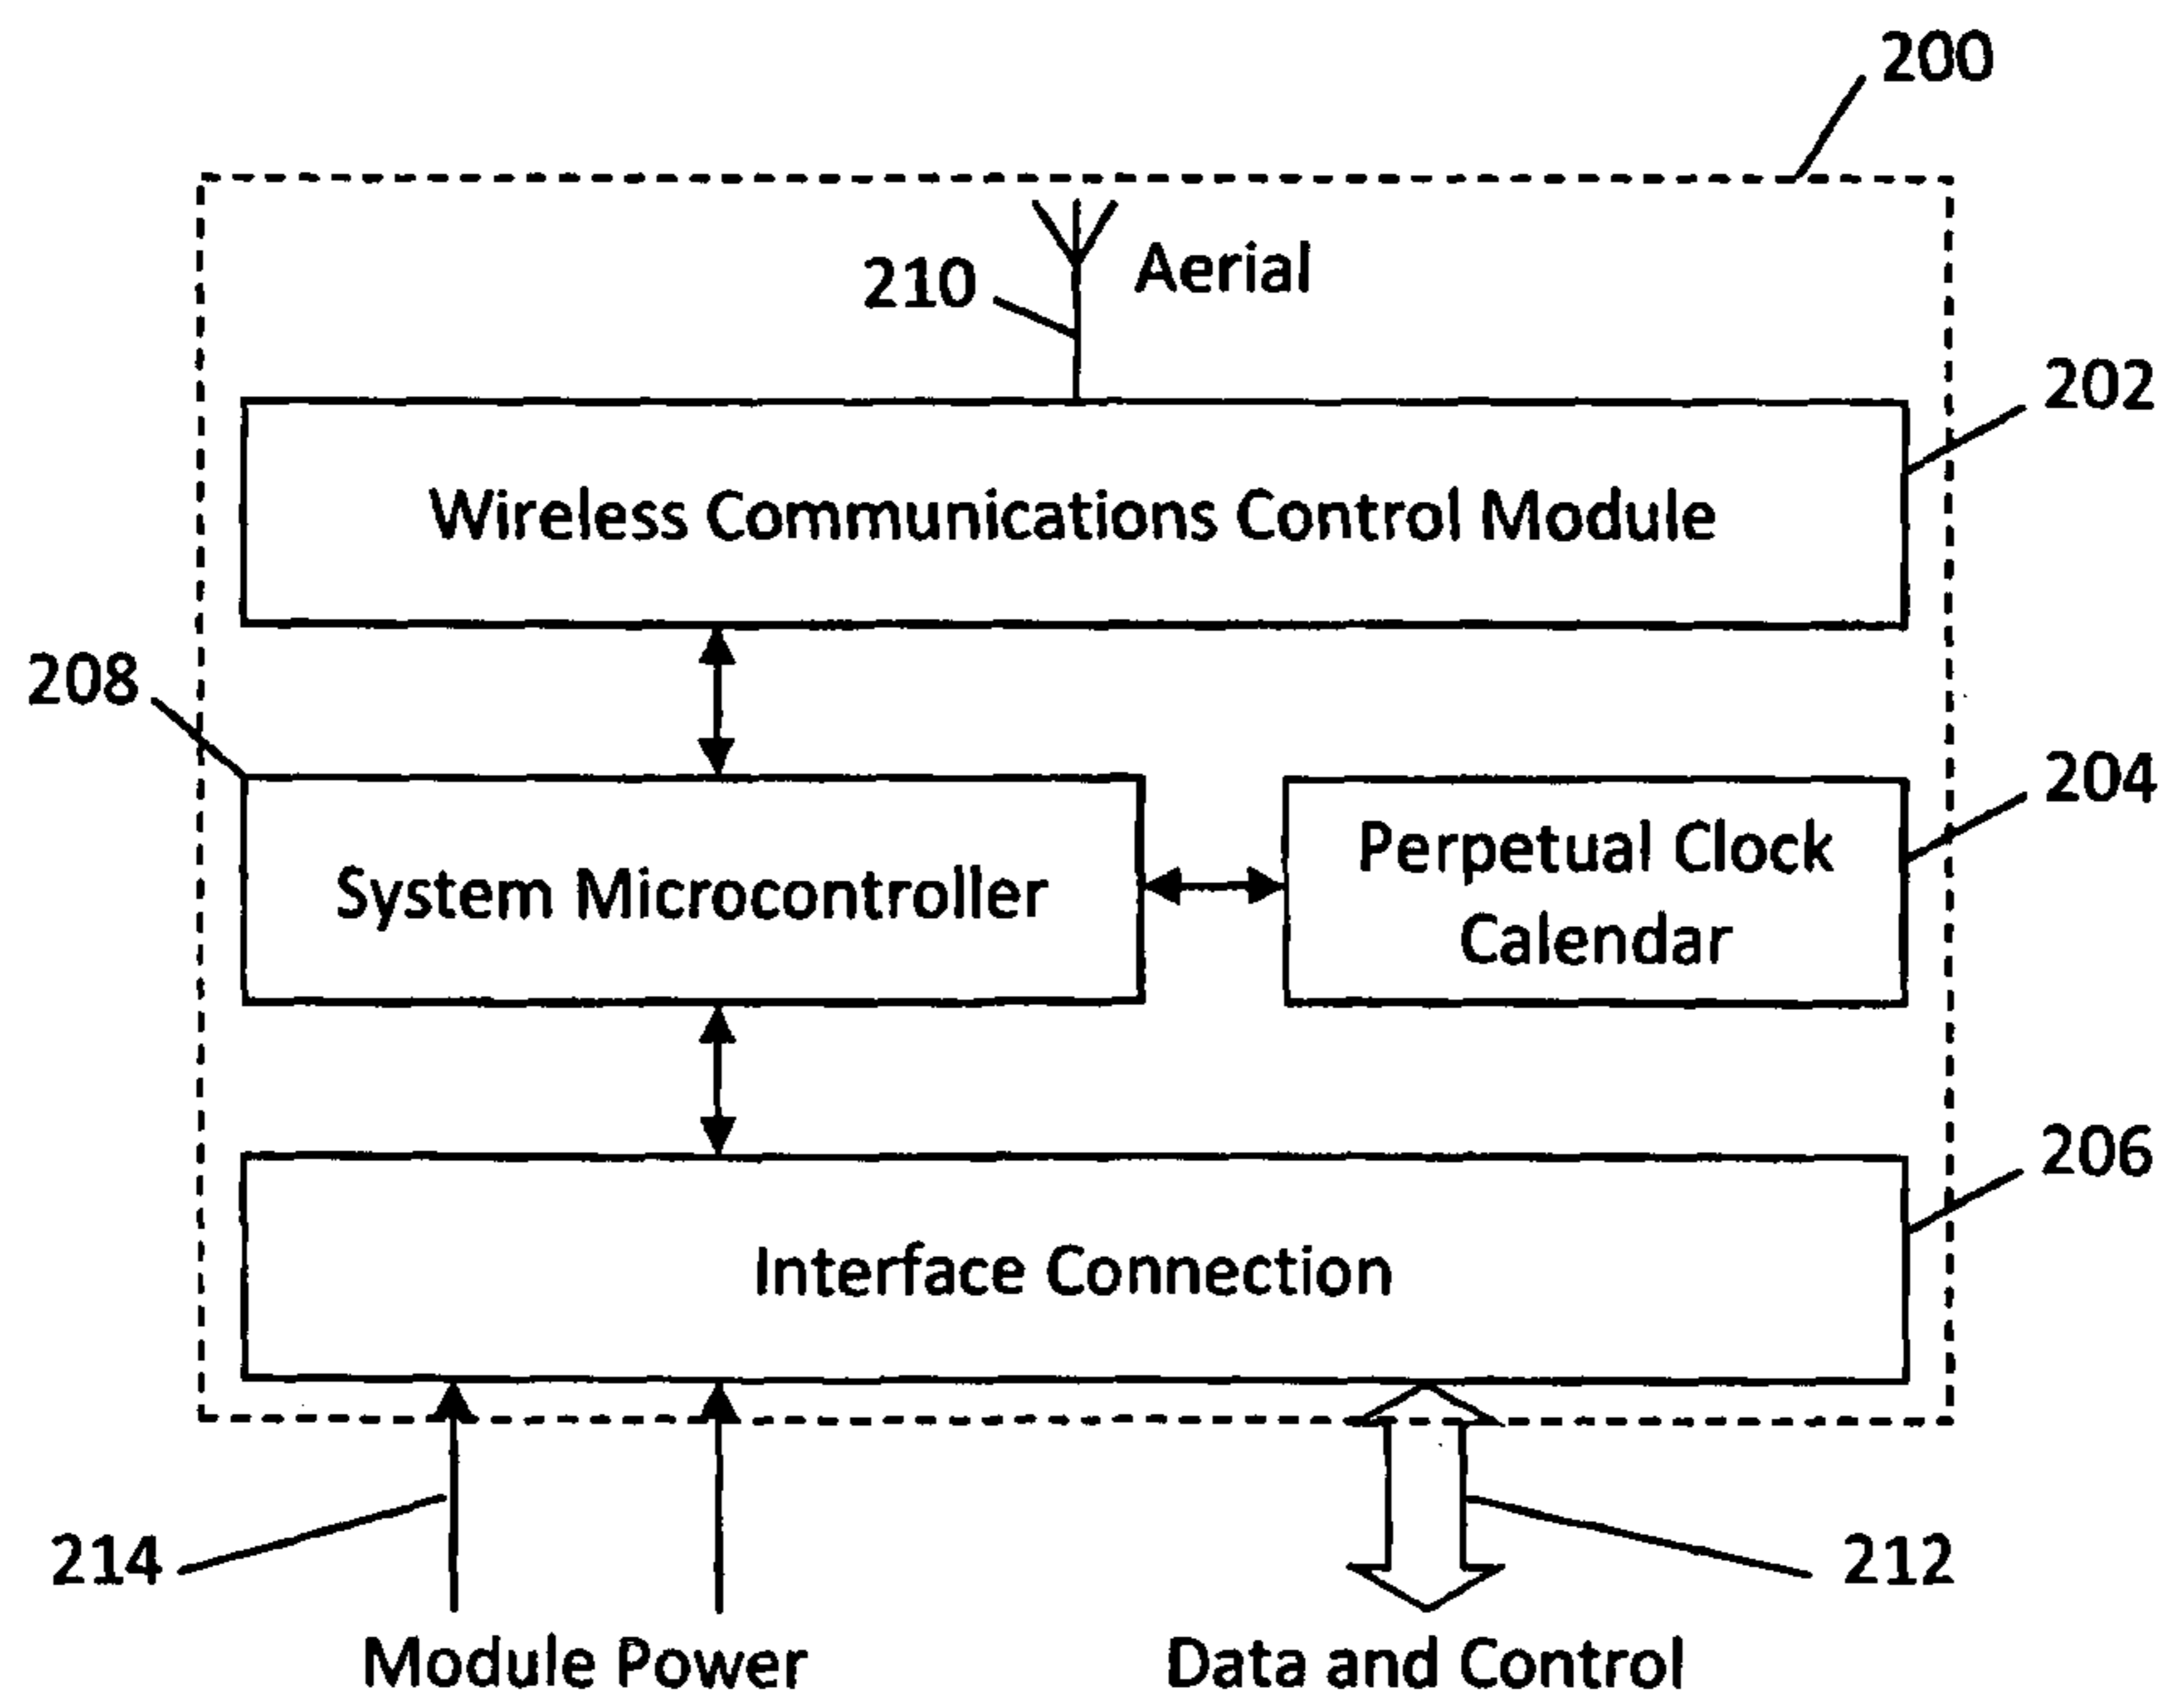 200
210
Aerial
202
Wireless Communications Control Module
208
204
System Microcontroller
Perpetual Clock
Calendar
206
Interface Connection
214
212
Module Power
Data and Control